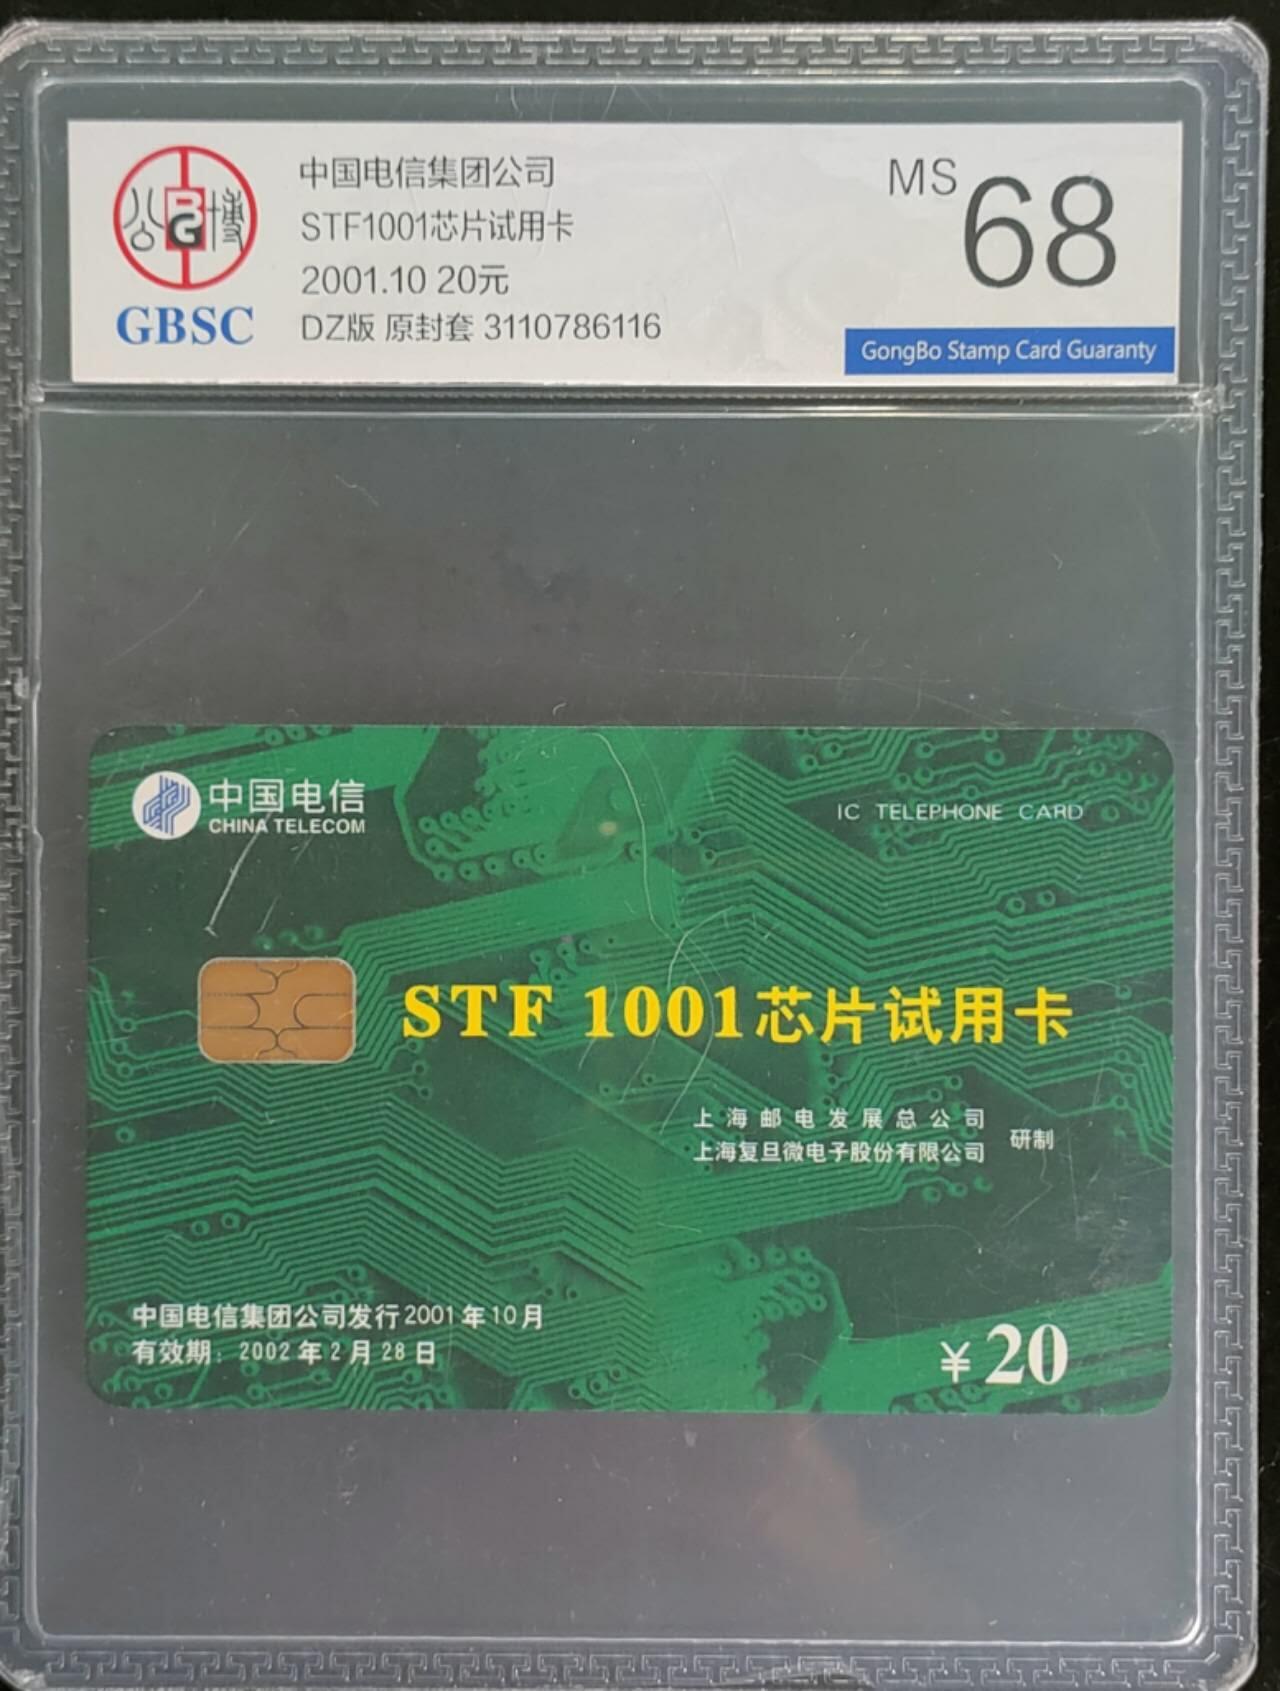 公博
BG
GBSC
中国电信集团公司
STF1001芯片试用卡
2001.10 20元
DZ版 原封套 3110786116
MS 68
GongBo Stamp Card Guaranty
中国电信
CHINA TELECOM
IC TELEPHONE CARD
STF 1001芯片试用卡
上海邮电发展总公司
上海复旦微电子股份有限公司
研制
中国电信集团公司发行2001年10月
有效期：2002年2月28日
¥20